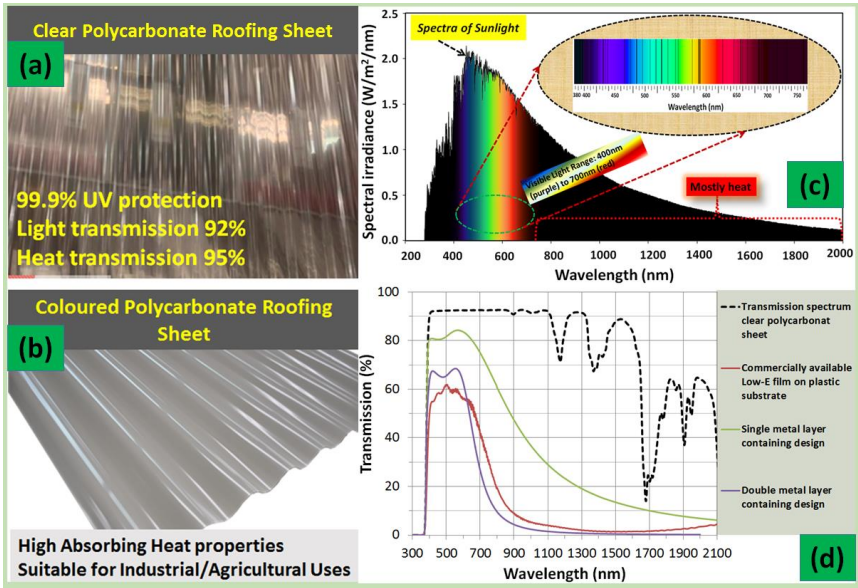 Clear Polycarbonate Roofing Sheet
(a)
99.9% UV protection
Light transmission 92%
Heat transmission 95%
Coloured Polycarbonate Roofing
Sheet
(b)
High Absorbing Heat properties
Suitable for Industrial/Agricultural Uses
Spectra of Sunlight
Spectral irradiance (W/m²/nm)
2.5
2.0
1.5
1.0
0.5
0.0
200 400 600 800 1000 1200 1400 1600 1800 2000
Wavelength (nm)
380 400 450 500 550 600 650 700 750
Wavelength (nm)
Visible Light Range- 400nm
(purple) to 700nm (red)
Mostly heat
(c)
Transmission (%)
100
80
60
40
20
0
300 500 700 900 1100 1300 1500 1700 1900 2100
Wavelength (nm)
Transmission spectrum
clear polycarbonat
sheet
Commercially available
Low-E film on plastic
substrate
Single metal layer
containing design
Double metal layer
containing design
(d)